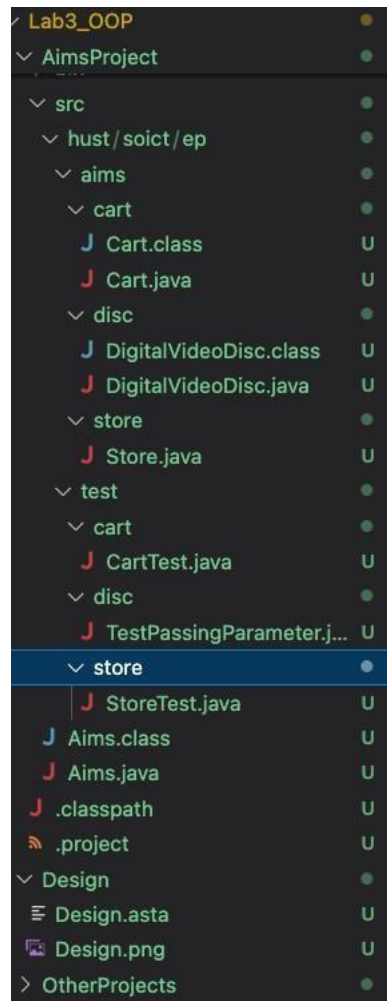 Lab3_OOP
AimsProject
src
hust/soict/ep
aims
cart
J Cart.class U
J Cart.java U
disc
J DigitalVideoDisc.class U
J DigitalVideoDisc.java U
store
J Store.java U
test
cart
J CartTest.java U
disc
J TestPassingParameter.j... U
store
J StoreTest.java U
J Aims.class U
J Aims.java U
J .classpath U
.project U
Design
Design.asta U
Design.png U
OtherProjects